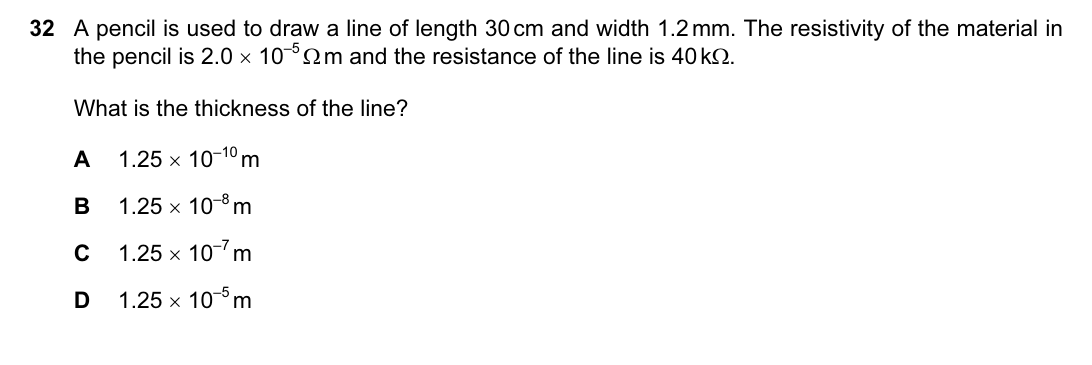 32 A pencil is used to draw a line of length 30 cm and width 1.2 mm. The resistivity of the material in
the pencil is 2.0 × 10⁻⁵ Ω m and the resistance of the line is 40 kΩ.
What is the thickness of the line?
A 1.25 × 10⁻¹⁰ m
B 1.25 × 10⁻⁸ m
C 1.25 × 10⁻⁷ m
D 1.25 × 10⁻⁵ m